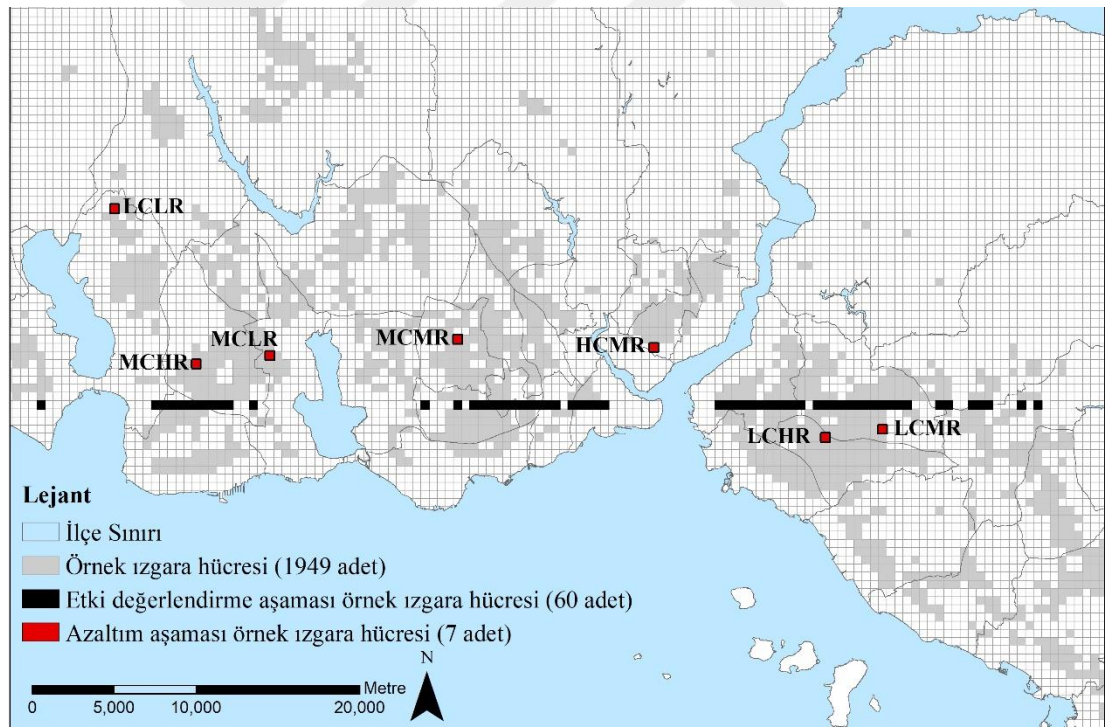 LCLR
MCLR
MCMR
HCMR
MCHR
LCMR
LCHR
Lejant
İlçe Sınırı
Örnek ızgara hücresi (1949 adet)
Etki değerlendirme aşaması örnek ızgara hücresi (60 adet)
Azaltım aşaması örnek ızgara hücresi (7 adet)
N
Metre
0 5,000 10,000 20,000